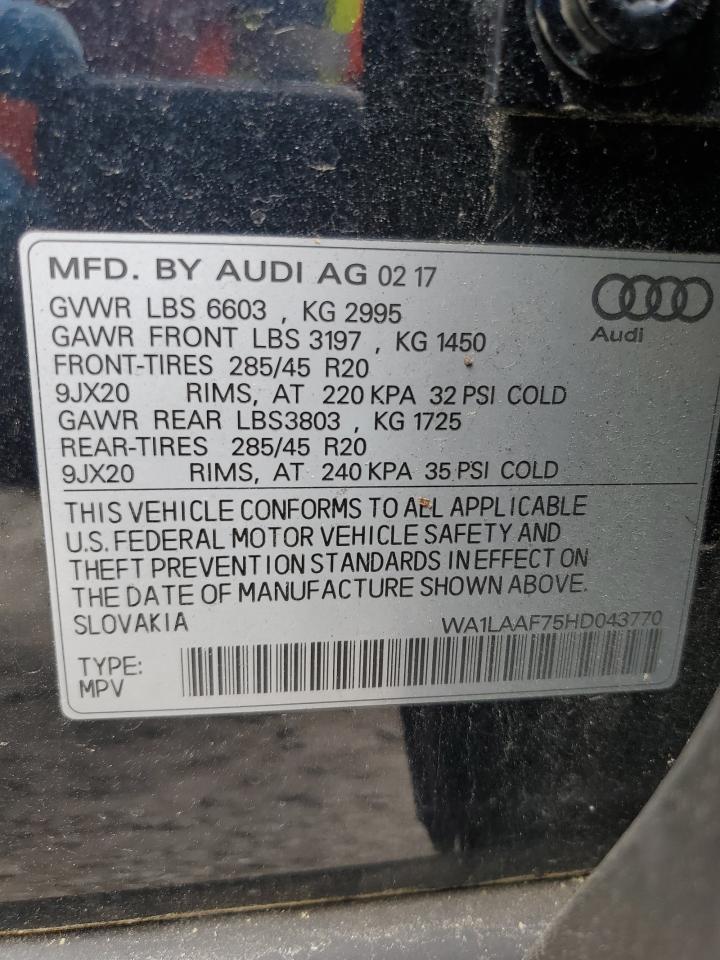 MFD. BY AUDI AG 02 17
GVWR LBS 6603 , KG 2995
GAWR FRONT LBS 3197 , KG 1450
Audi
FRONT-TIRES 285/45 R20
9JX20 RIMS, AT 220 KPA 32 PSI COLD
GAWR REAR LBS3803 , KG 1725
REAR-TIRES 285/45 R20
9JX20 RIMS, AT 240 KPA 35 PSI COLD
THIS VEHICLE CONFORMS TO ALL APPLICABLE
U.S. FEDERAL MOTOR VEHICLE SAFETY AND
THEFT PREVENTION STANDARDS IN EFFECT ON
THE DATE OF MANUFACTURE SHOWN ABOVE.
SLOVAKIA WA1LAAF75HD043770
TYPE:
MPV